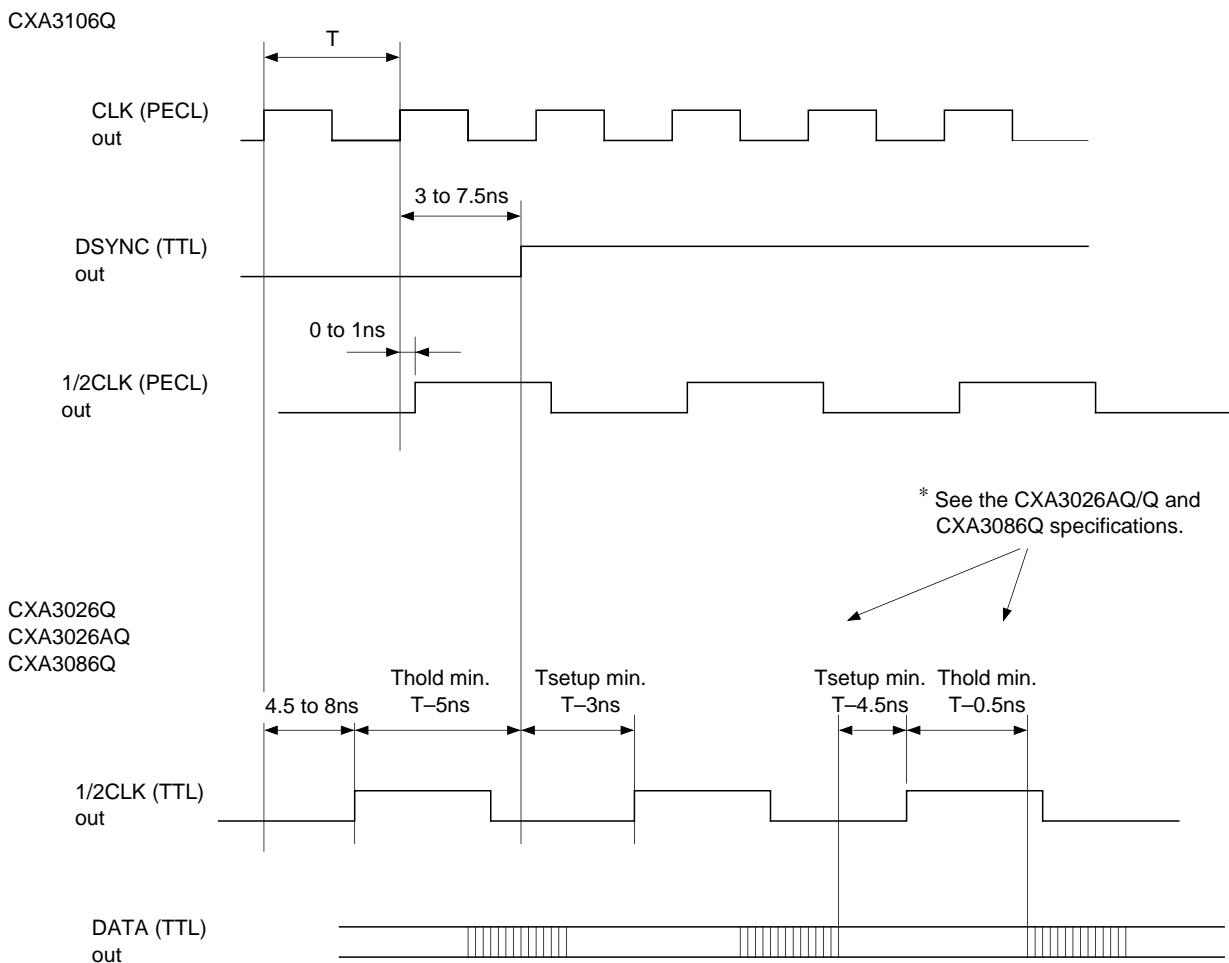 CXA3106Q
T
CLK (PECL)
out
3 to 7.5ns
DSYNC (TTL)
out
0 to 1ns
1/2CLK (PECL)
out
* See the CXA3026AQ/Q and
CXA3086Q specifications.
CXA3026Q
CXA3026AQ
CXA3086Q
4.5 to 8ns
Thold min.
T–5ns
Tsetup min.
T–3ns
Tsetup min.
T–4.5ns
Thold min.
T–0.5ns
1/2CLK (TTL)
out
DATA (TTL)
out